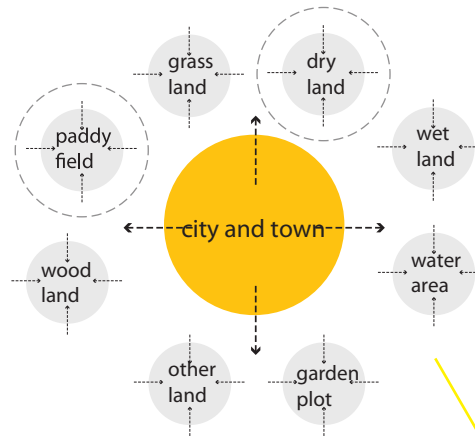 grass
land
dry
land
paddy
field
wet
land
city and town
wood
land
water
area
other
land
garden
plot